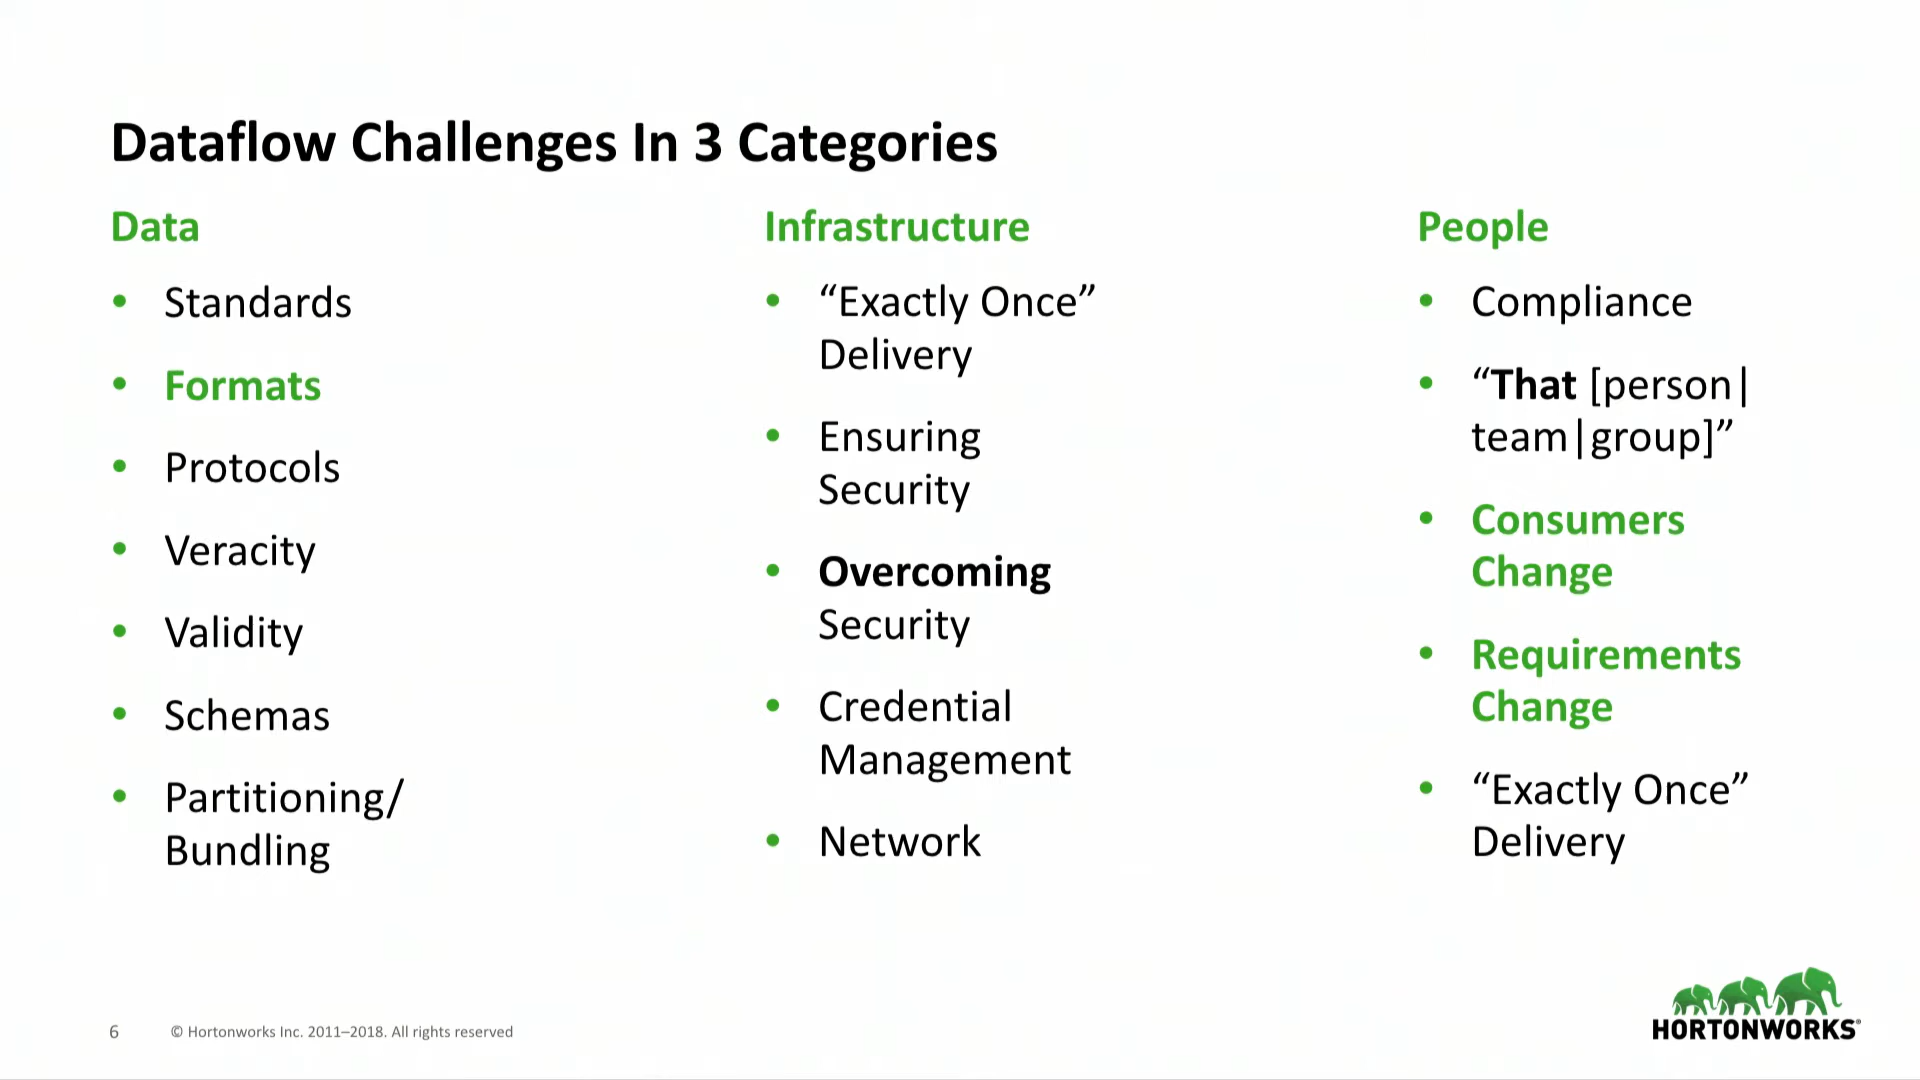 Dataflow Challenges In 3 Categories
Data
• Standards
• Formats
• Protocols
• Veracity
• Validity
• Schemas
• Partitioning/
Bundling
Infrastructure
• “Exactly Once”
Delivery
• Ensuring
Security
• Overcoming
Security
• Credential
Management
• Network
People
• Compliance
• “That [person|
team|group]”
• Consumers
Change
• Requirements
Change
• “Exactly Once”
Delivery
6 © Hortonworks Inc. 2011–2018. All rights reserved
HORTONWORKS®